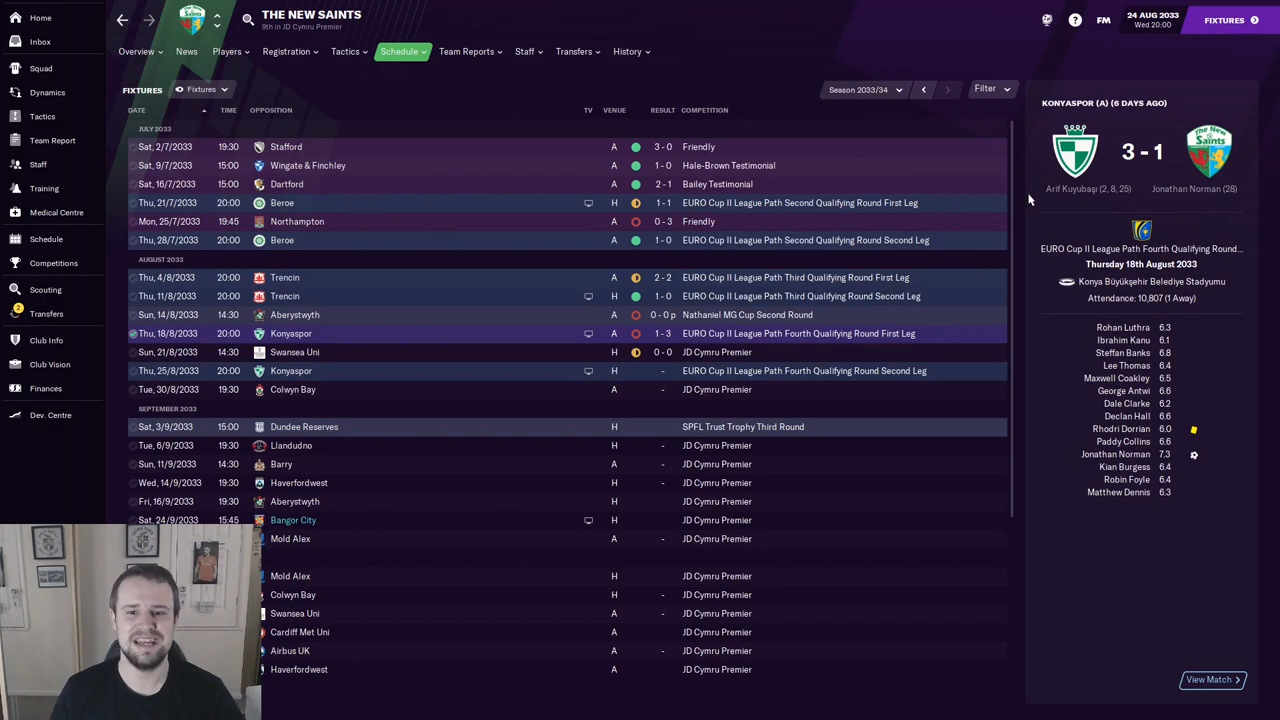 Home
Inbox
Squad
Dynamics
Tactics
Team Report
Staff
Training
Medical Centre
Schedule
Competitions
Scouting
2
Transfers
Club Info
Club Vision
Finances
Dev. Centre
THE NEW SAINTS
9th in JD Cymru Premier
24 AUG 2033
Wed 20:00
FM
FIXTURES
Overview
News
Players
Registration
Tactics
Schedule
Team Reports
Staff
Transfers
History
FIXTURES
Fixtures
Season 2033/34
Filter
DATE TIME OPPOSITION TV VENUE RESULT COMPETITION
JULY 2033
Sat, 2/7/2033 19:30 Stafford A 3 - 0 Friendly
Sat, 9/7/2033 15:00 Wingate & Finchley A 1 - 0 Hale-Brown Testimonial
Sat, 16/7/2033 15:00 Dartford A 2 - 1 Bailey Testimonial
Thu, 21/7/2033 20:00 Beroe H 1 - 1 EURO Cup II League Path Second Qualifying Round First Leg
Mon, 25/7/2033 19:45 Northampton A 0 - 3 Friendly
Thu, 28/7/2033 20:00 Beroe A 1 - 0 EURO Cup II League Path Second Qualifying Round Second Leg
AUGUST 2033
Thu, 4/8/2033 20:00 Trencin A 2 - 2 EURO Cup II League Path Third Qualifying Round First Leg
Thu, 11/8/2033 20:00 Trencin H 1 - 0 EURO Cup II League Path Third Qualifying Round Second Leg
Sun, 14/8/2033 14:30 Aberystwyth A 0 - 0 p Nathaniel MG Cup Second Round
Thu, 18/8/2033 20:00 Konyaspor A 1 - 3 EURO Cup II League Path Fourth Qualifying Round First Leg
Sun, 21/8/2033 14:30 Swansea Uni H 0 - 0 JD Cymru Premier
Thu, 25/8/2033 20:00 Konyaspor H - EURO Cup II League Path Fourth Qualifying Round Second Leg
Tue, 30/8/2033 19:30 Colwyn Bay A - JD Cymru Premier
SEPTEMBER 2033
Sat, 3/9/2033 15:00 Dundee Reserves H SPFL Trust Trophy Third Round
Tue, 6/9/2033 19:30 Llandudno H - JD Cymru Premier
Sun, 11/9/2033 14:30 Barry A - JD Cymru Premier
Wed, 14/9/2033 19:30 Haverfordwest H - JD Cymru Premier
Fri, 16/9/2033 19:30 Aberystwyth H - JD Cymru Premier
Sat, 24/9/2033 15:45 Bangor City H - JD Cymru Premier
Mold Alex A - JD Cymru Premier
Mold Alex H JD Cymru Premier
Colwyn Bay H - JD Cymru Premier
Swansea Uni A - JD Cymru Premier
Cardiff Met Uni A JD Cymru Premier
Airbus UK A - JD Cymru Premier
Haverfordwest A JD Cymru Premier
KONYASPOR (A) (6 DAYS AGO)
The New Saints
3 - 1
Arif Kuyubaşı (2, 8, 25)
Jonathan Norman (28)
EURO Cup II League Path Fourth Qualifying Round...
Thursday 18th August 2033
Konya Büyükşehir Belediye Stadyumu
Attendance: 10,807 (1 Away)
Rohan Luthra 6.3
Ibrahim Kanu 6.1
Steffan Banks 6.8
Lee Thomas 6.4
Maxwell Coakley 6.5
George Antwi 6.6
Dale Clarke 6.2
Declan Hall 6.6
Rhodri Dorrian 6.0
Paddy Collins 6.6
Jonathan Norman 7.3
Kian Burgess 6.4
Robin Foyle 6.4
Matthew Dennis 6.3
View Match